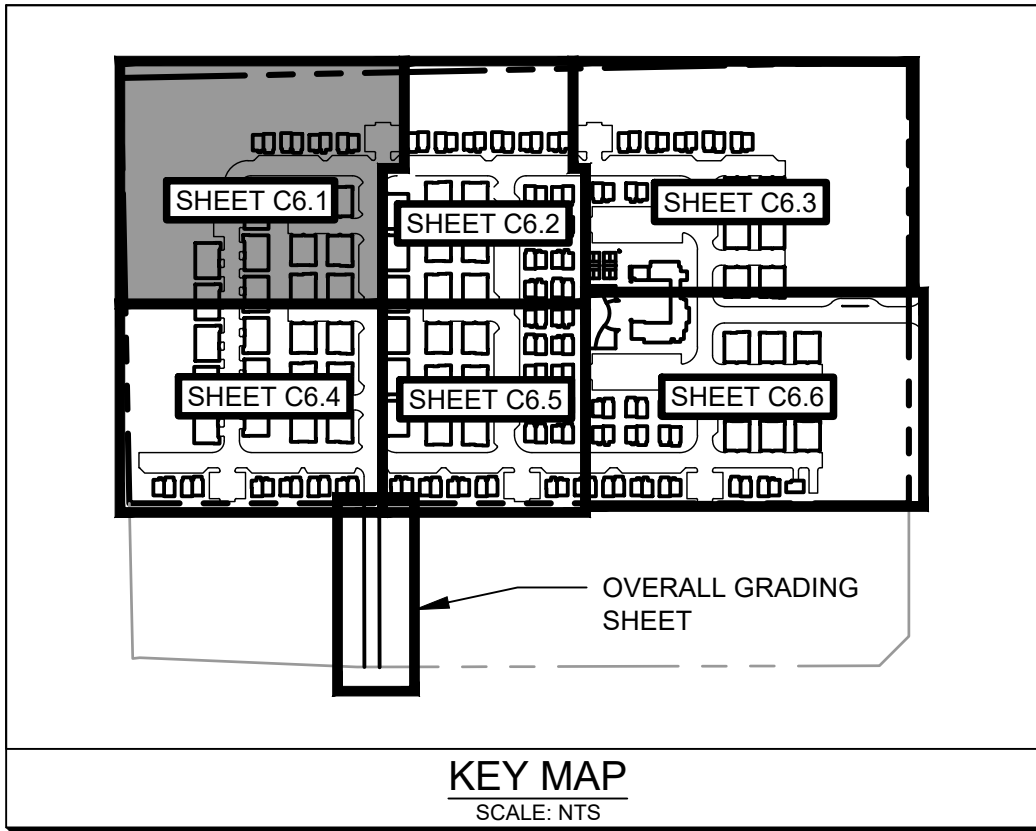 SHEET C6.1
SHEET C6.2
SHEET C6.3
SHEET C6.4
SHEET C6.5
SHEET C6.6
OVERALL GRADING
SHEET
KEY MAP
SCALE: NTS